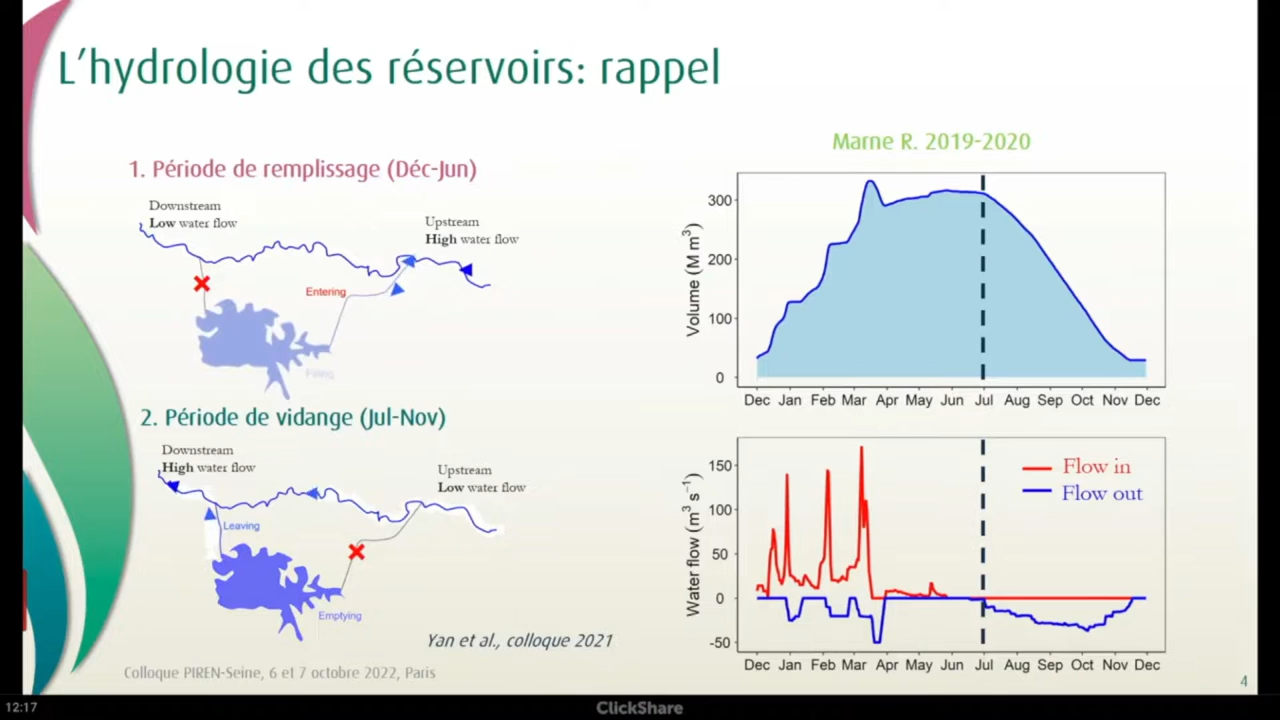 L'hydrologie des réservoirs: rappel
1. Période de remplissage (Déc-Jun)
Downstream
Low water flow
Upstream
High water flow
Entering
Filling
2. Période de vidange (Jul-Nov)
Downstream
High water flow
Upstream
Low water flow
Leaving
Emptying
Yan et al., colloque 2021
Marne R. 2019-2020
Volume (M m³)
300
200
100
0
Dec Jan Feb Mar Apr May Jun Jul Aug Sep Oct Nov Dec
Water flow (m³ s⁻¹)
150
100
50
0
-50
Flow in
Flow out
Dec Jan Feb Mar Apr May Jun Jul Aug Sep Oct Nov Dec
Colloque PIREN-Seine, 6 et 7 octobre 2022, Paris
4
12:17
ClickShare